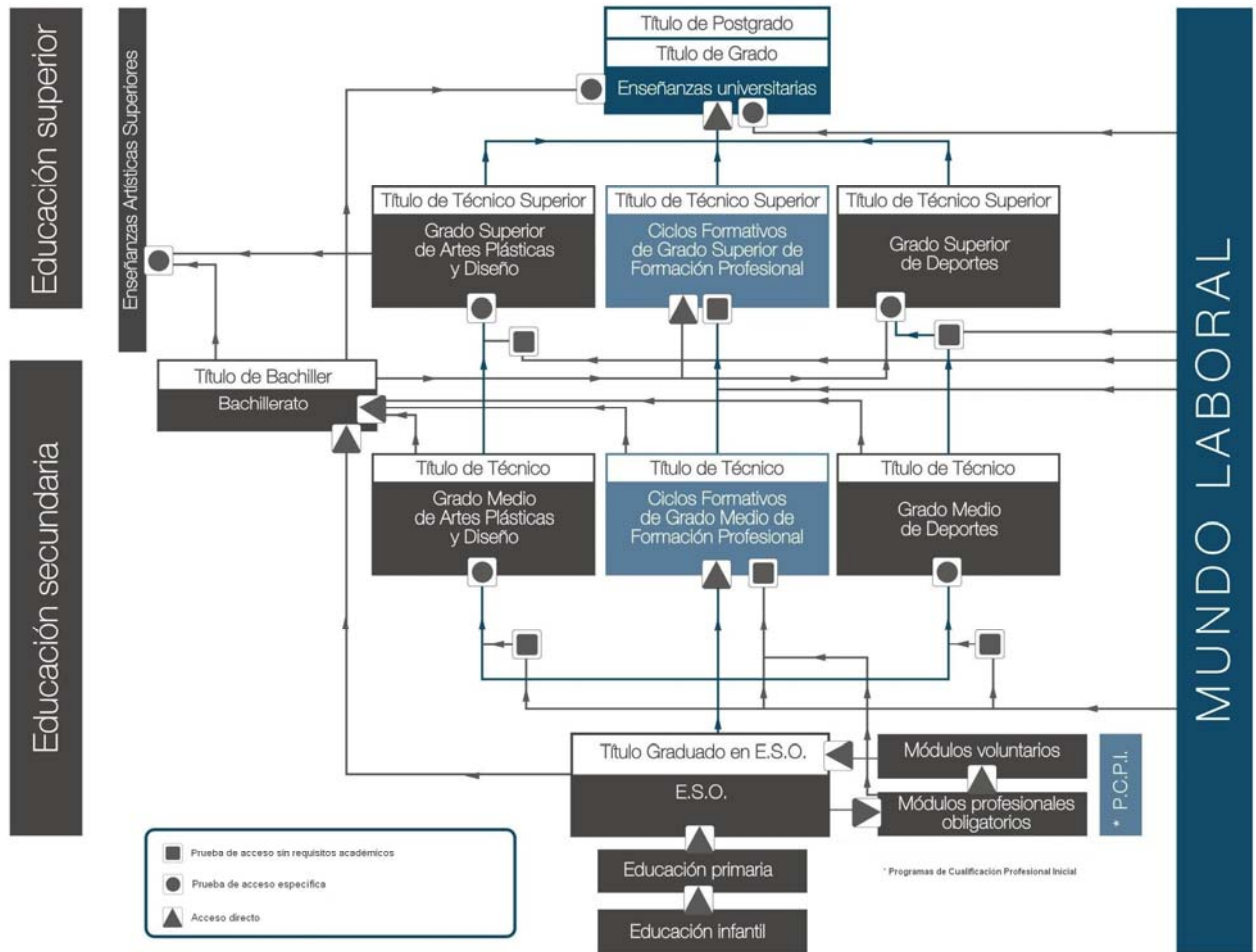 Educación superior
Enseñanzas Artísticas Superiores
Título de Postgrado
Título de Grado
Enseñanzas universitarias
Título de Técnico Superior
Grado Superior
de Artes Plásticas
y Diseño
Título de Técnico Superior
Ciclos Formativos
de Grado Superior de
Formación Profesional
Título de Técnico Superior
Grado Superior
de Deportes
MUNDO LABORAL
Educación secundaria
Título de Bachiller
Bachillerato
Título de Técnico
Grado Medio
de Artes Plásticas
y Diseño
Título de Técnico
Ciclos Formativos
de Grado Medio de
Formación Profesional
Título de Técnico
Grado Medio
de Deportes
Título Graduado en E.S.O.
E.S.O.
Módulos voluntarios
Módulos profesionales
obligatorios
* P.C.P.I.
Educación primaria
Educación infantil
* Programas de Cualificación Profesional Inicial
Prueba de acceso sin requisitos académicos
Prueba de acceso específica
Acceso directo